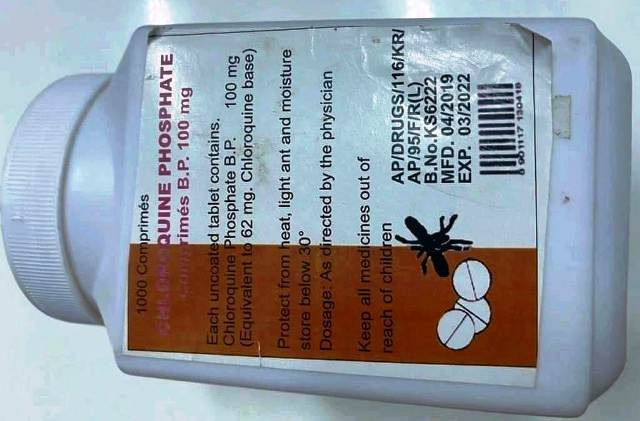 1000 Comprimés
CHLOROQUINE PHOSPHATE
Comprimés B.P. 100 mg
Each uncoated tablet contains.
Chloroquine Phosphate B.P. 100 mg
(Equivalent to 62 mg. Chloroquine base)
Protect from heat, light ant and moisture
store below 30°
Dosage: As directed by the physician
Keep all medicines out of
reach of children
AP/DRUGS/116/KR/
AP/95/F/R(L)
B.No.KS6222
MFD. 04/2019
EXP. 03/2022
8 901117 130418